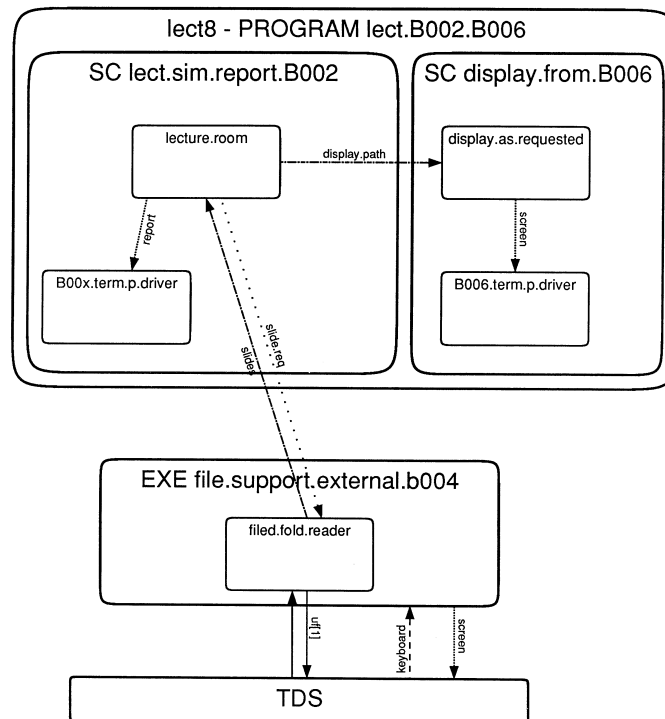 lect8 - PROGRAM lect.B002.B006
SC lect.sim.report.B002
SC display.from.B006
lecture.room
display.path
display.as.requested
report
screen
B00x.term.p.driver
B006.term.p.driver
slide.req
slides
EXE file.support.external.b004
filed.fold.reader
uf[1]
keyboard
screen
TDS